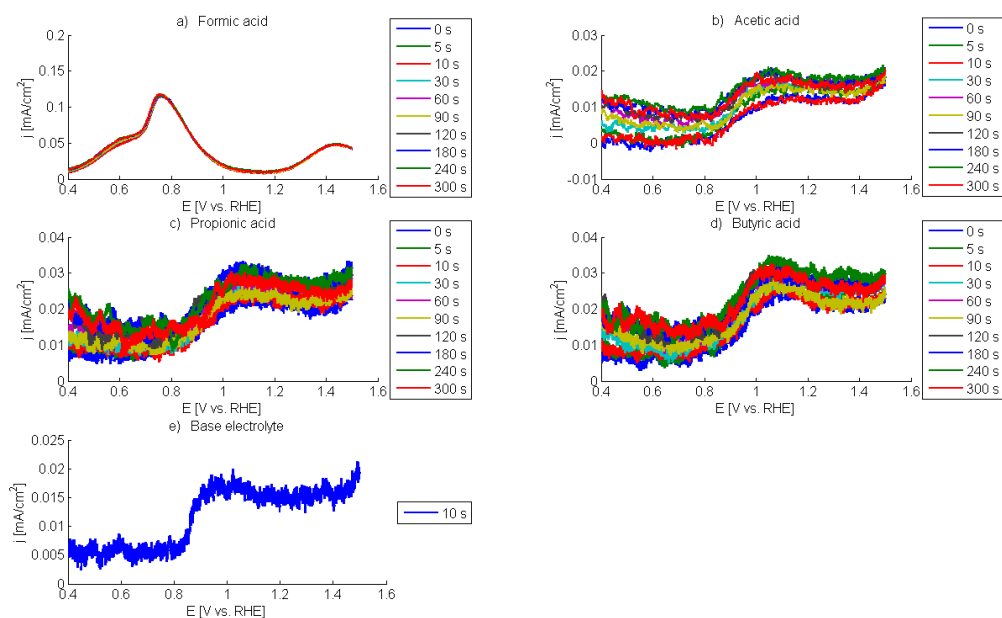 a) Formic acid
j [mA/cm²]
0.2
0.15
0.1
0.05
0
0.4 0.6 0.8 1 1.2 1.4 1.6
E [V vs. RHE]
0 s
5 s
10 s
30 s
60 s
90 s
120 s
180 s
240 s
300 s
b) Acetic acid
j [mA/cm²]
0.03
0.02
0.01
0
-0.01
0.4 0.6 0.8 1 1.2 1.4 1.6
E [V vs. RHE]
0 s
5 s
10 s
30 s
60 s
90 s
120 s
180 s
240 s
300 s
c) Propionic acid
j [mA/cm²]
0.04
0.03
0.02
0.01
0
0.4 0.6 0.8 1 1.2 1.4 1.6
E [V vs. RHE]
0 s
5 s
10 s
30 s
60 s
90 s
120 s
180 s
240 s
300 s
d) Butyric acid
j [mA/cm²]
0.04
0.03
0.02
0.01
0
0.4 0.6 0.8 1 1.2 1.4 1.6
E [V vs. RHE]
0 s
5 s
10 s
30 s
60 s
90 s
120 s
180 s
240 s
300 s
e) Base electrolyte
j [mA/cm²]
0.025
0.02
0.015
0.01
0.005
0
0.4 0.6 0.8 1 1.2 1.4 1.6
E [V vs. RHE]
10 s